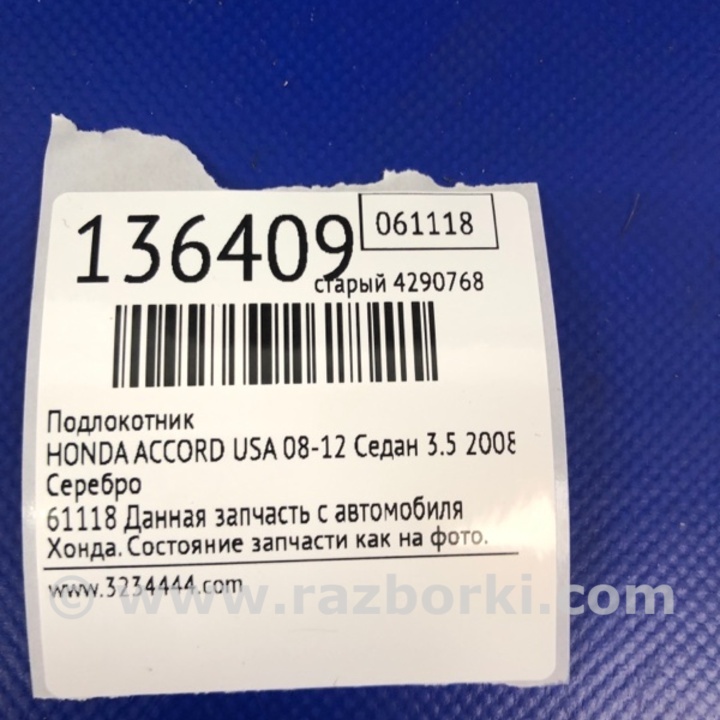 136409
061118
старый 4290768
Подлокотник
HONDA ACCORD USA 08-12 Седан 3.5 2008
Серебро
61118 Данная запчасть с автомобиля
Хонда. Состояние запчасти как на фото.
www.3234444.com
© www.razborki.com